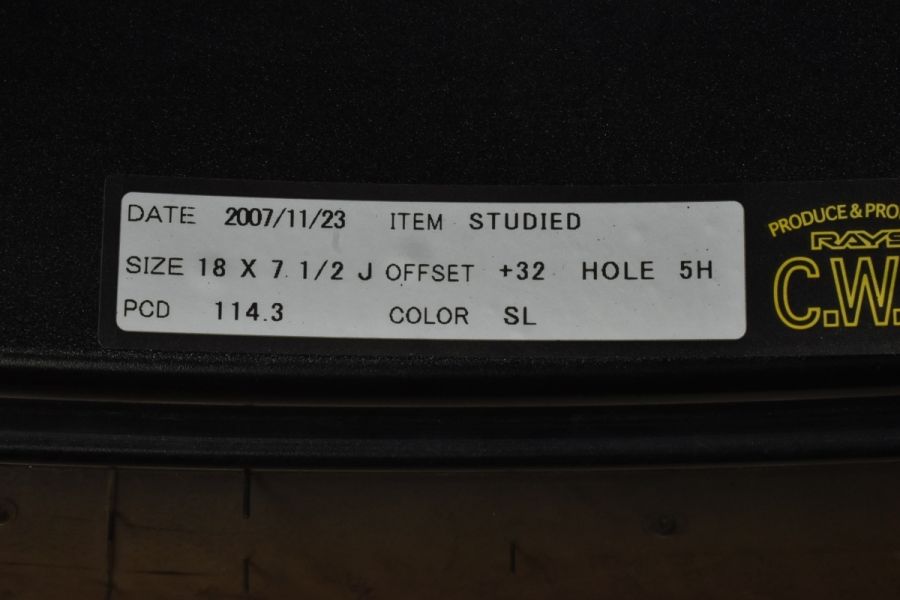 DATE 2007/11/23 ITEM STUDIED
SIZE 18 X 7 1/2 J OFFSET +32 HOLE 5H
PCD 114.3 COLOR SL
PRODUCE & PRO
RAYS
C.W.